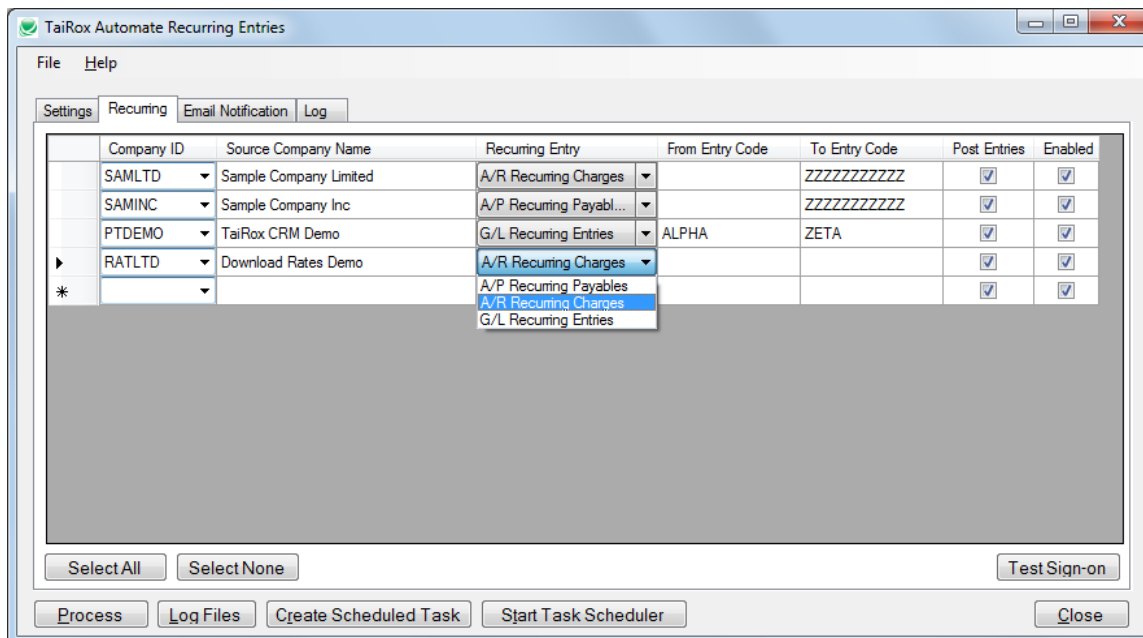 TaiRox Automate Recurring Entries
File Help
Settings Recurring Email Notification Log
Company ID Source Company Name Recurring Entry From Entry Code To Entry Code Post Entries Enabled
SAMLTD Sample Company Limited A/R Recurring Charges ZZZZZZZZZZZZ
SAMINC Sample Company Inc A/P Recurring Payabl... ZZZZZZZZZZZZ
PTDEMO TaiRox CRM Demo G/L Recurring Entries ALPHA ZETA
RATLTD Download Rates Demo A/R Recurring Charges
A/P Recurring Payables
A/R Recurring Charges
G/L Recurring Entries
Select All Select None Test Sign-on
Process Log Files Create Scheduled Task Start Task Scheduler Close